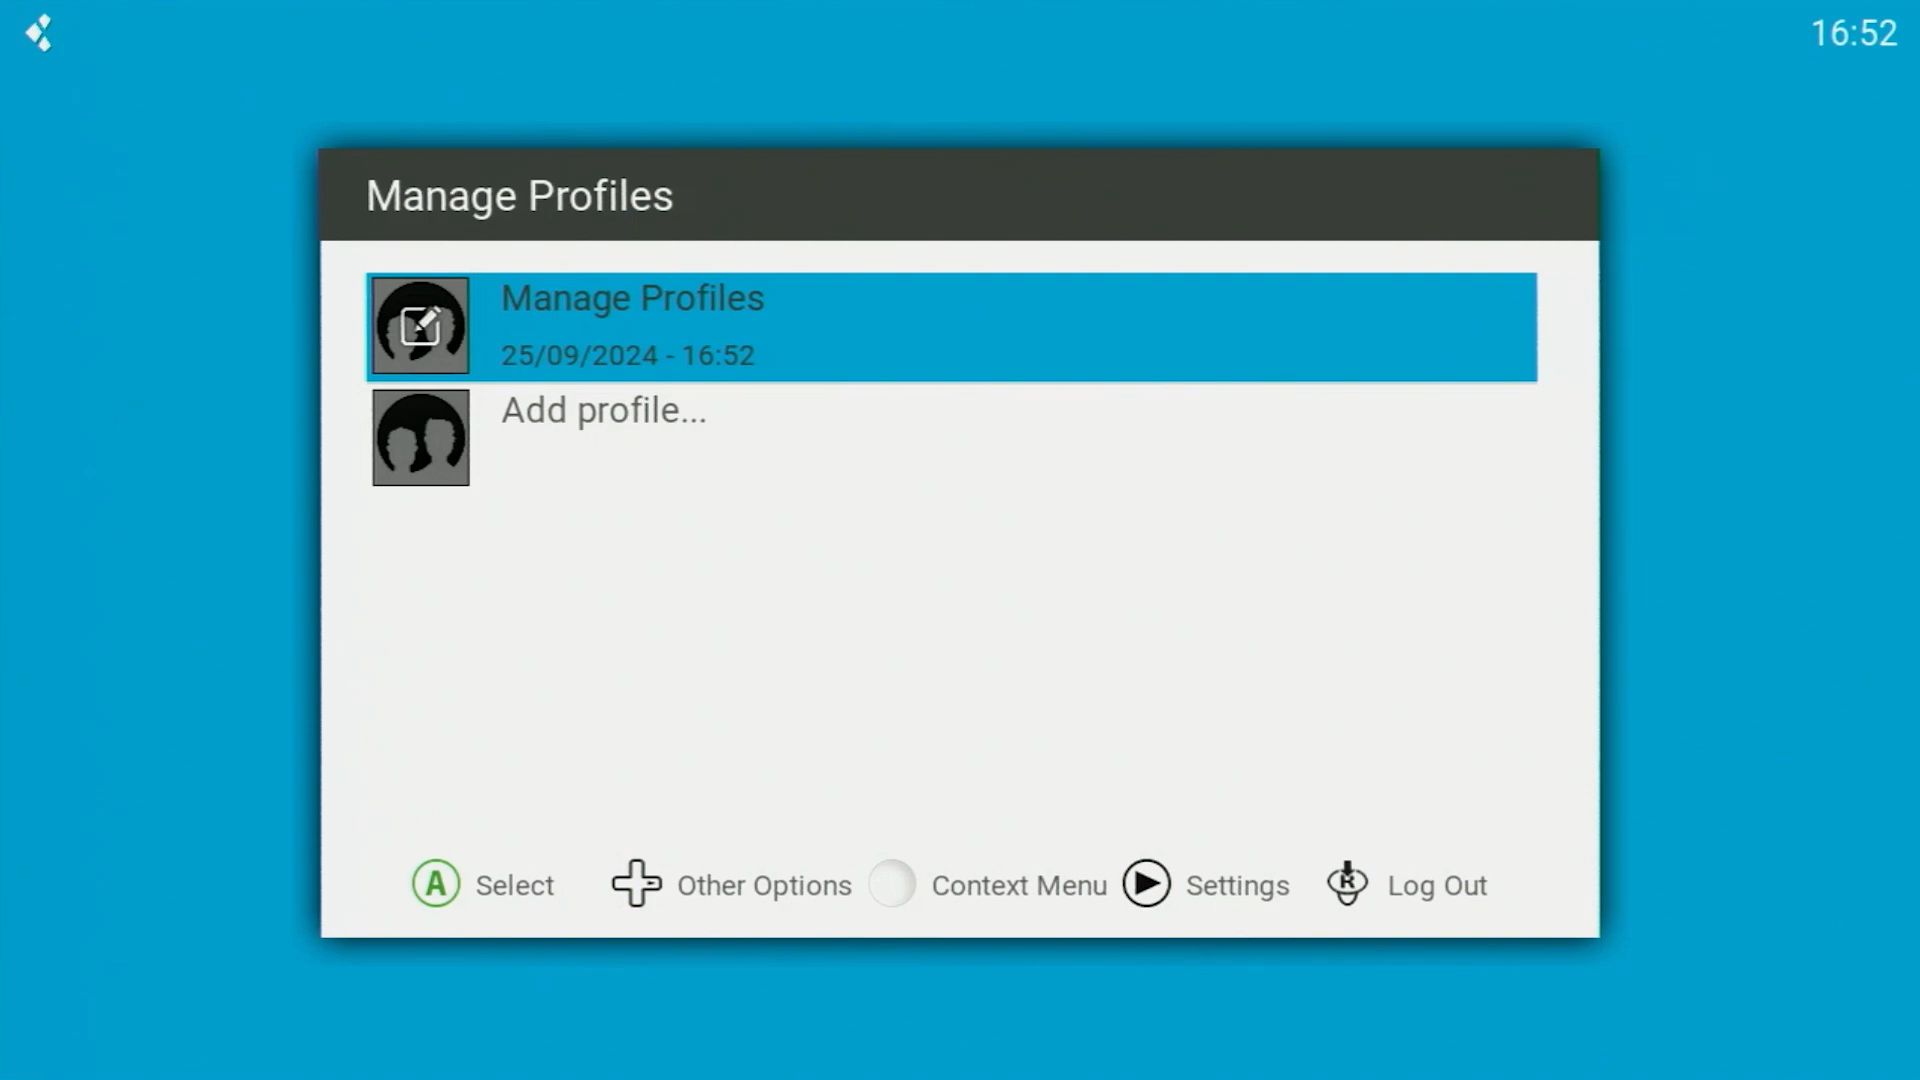 16:52
Manage Profiles
Manage Profiles
25/09/2024 - 16:52
Add profile...
A Select Other Options Context Menu Settings R Log Out